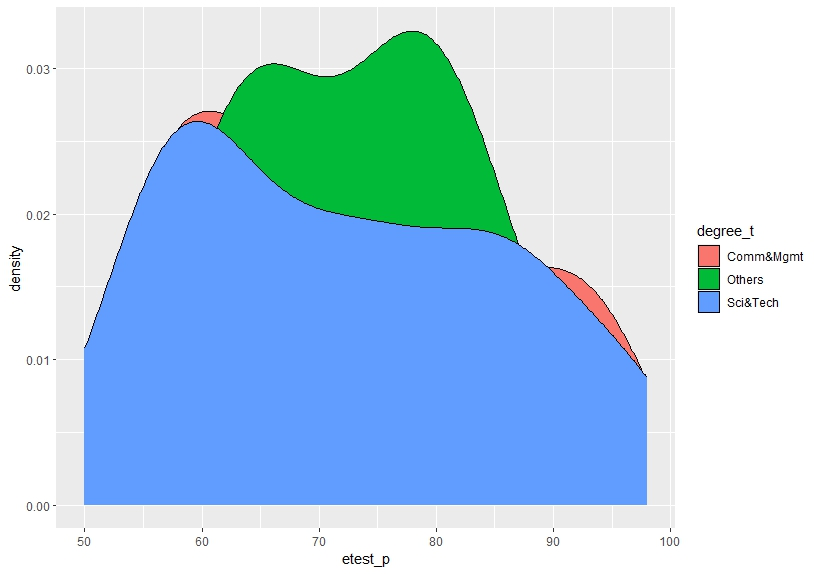 0.03
0.02
0.01
0.00
density
50 60 70 80 90 100
etest_p
degree_t
Comm&Mgmt
Others
Sci&Tech